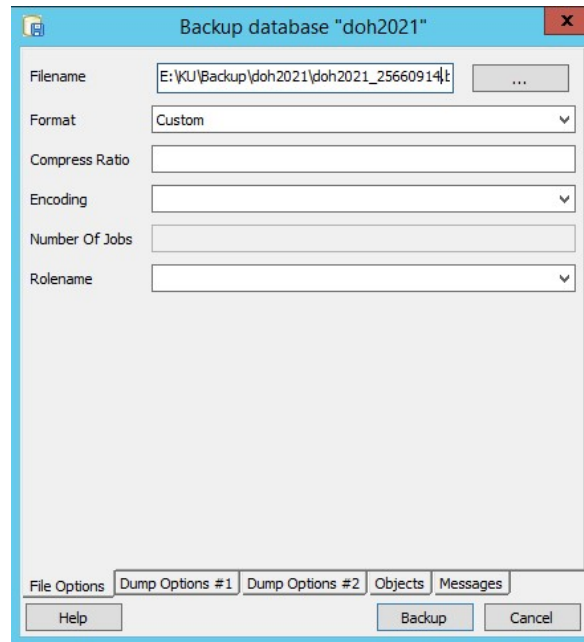 Backup database "doh2021"
x
Filename E:\KU\Backup\doh2021\doh2021_25660914.t ...
Format Custom
Compress Ratio
Encoding
Number Of Jobs
Rolename
File Options Dump Options #1 Dump Options #2 Objects Messages
Help Backup Cancel